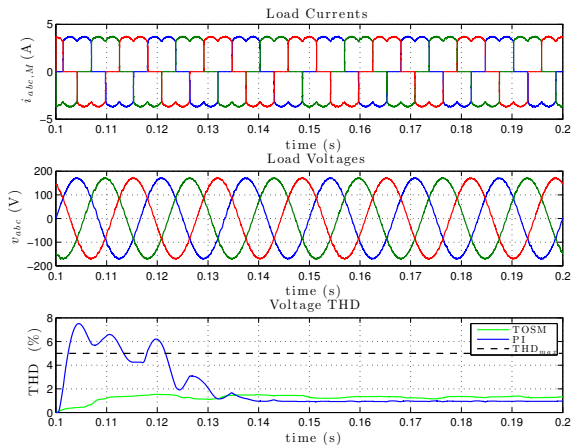 Load Currents
5
0
−5
i_abc,M (A)
0.1 0.11 0.12 0.13 0.14 0.15 0.16 0.17 0.18 0.19 0.2
time (s)
Load Voltages
200
100
0
−100
−200
v_abc (V)
0.1 0.11 0.12 0.13 0.14 0.15 0.16 0.17 0.18 0.19 0.2
time (s)
Voltage THD
8
6
4
2
0
THD (%)
TOSM
PI
THD_max
0.1 0.11 0.12 0.13 0.14 0.15 0.16 0.17 0.18 0.19 0.2
time (s)